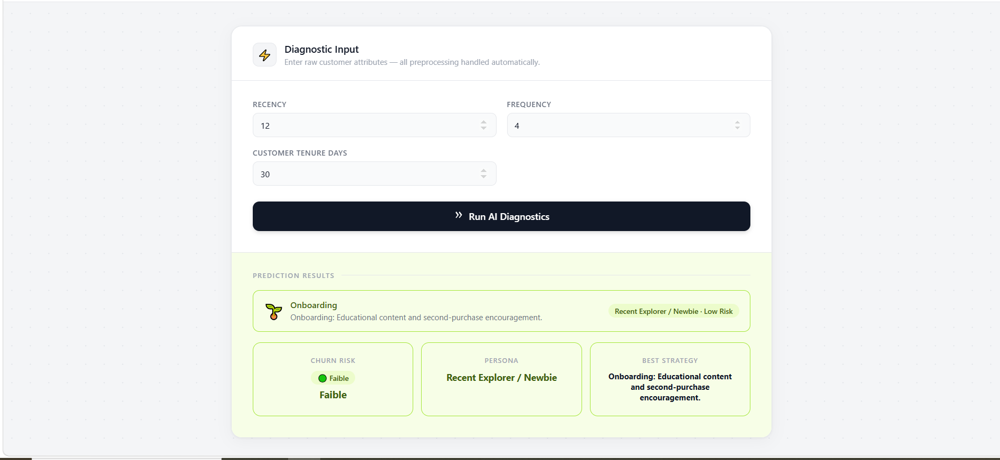 Diagnostic Input
Enter raw customer attributes — all preprocessing handled automatically.
RECENCY
FREQUENCY
12
4
CUSTOMER TENURE DAYS
30
Run AI Diagnostics
PREDICTION RESULTS
Onboarding
Onboarding: Educational content and second-purchase encouragement.
Recent Explorer / Newbie · Low Risk
CHURN RISK
Faible
Faible
PERSONA
Recent Explorer / Newbie
BEST STRATEGY
Onboarding: Educational content
and second-purchase
encouragement.